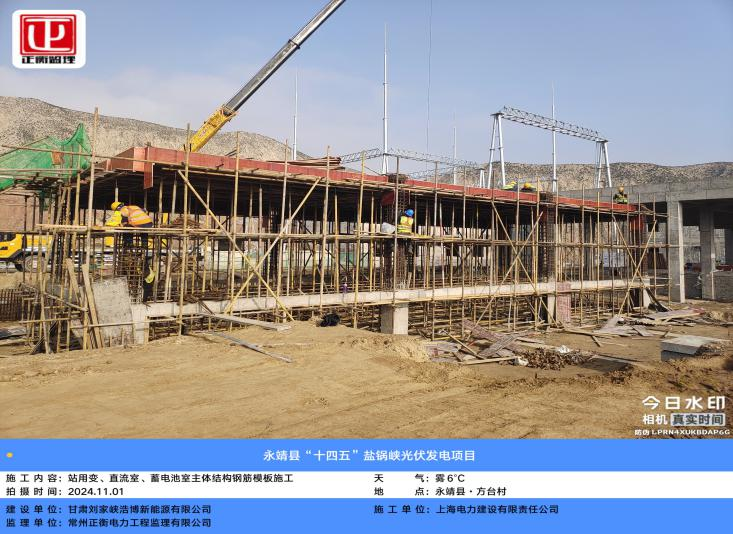 正衡监理
今日水印
相机 真实时间
防伪 LPRN4XUKBDAP6G
永靖县“十四五”盐锅峡光伏发电项目
施工内容：站用变、直流室、蓄电池室主体结构钢筋模板施工
天气：雾 6℃
拍摄时间：2024.11.01
地点：永靖县·方台村
建设单位：甘肃刘家峡浩博新能源有限公司
施工单位：上海电力建设有限责任公司
监理单位：常州正衡电力工程监理有限公司